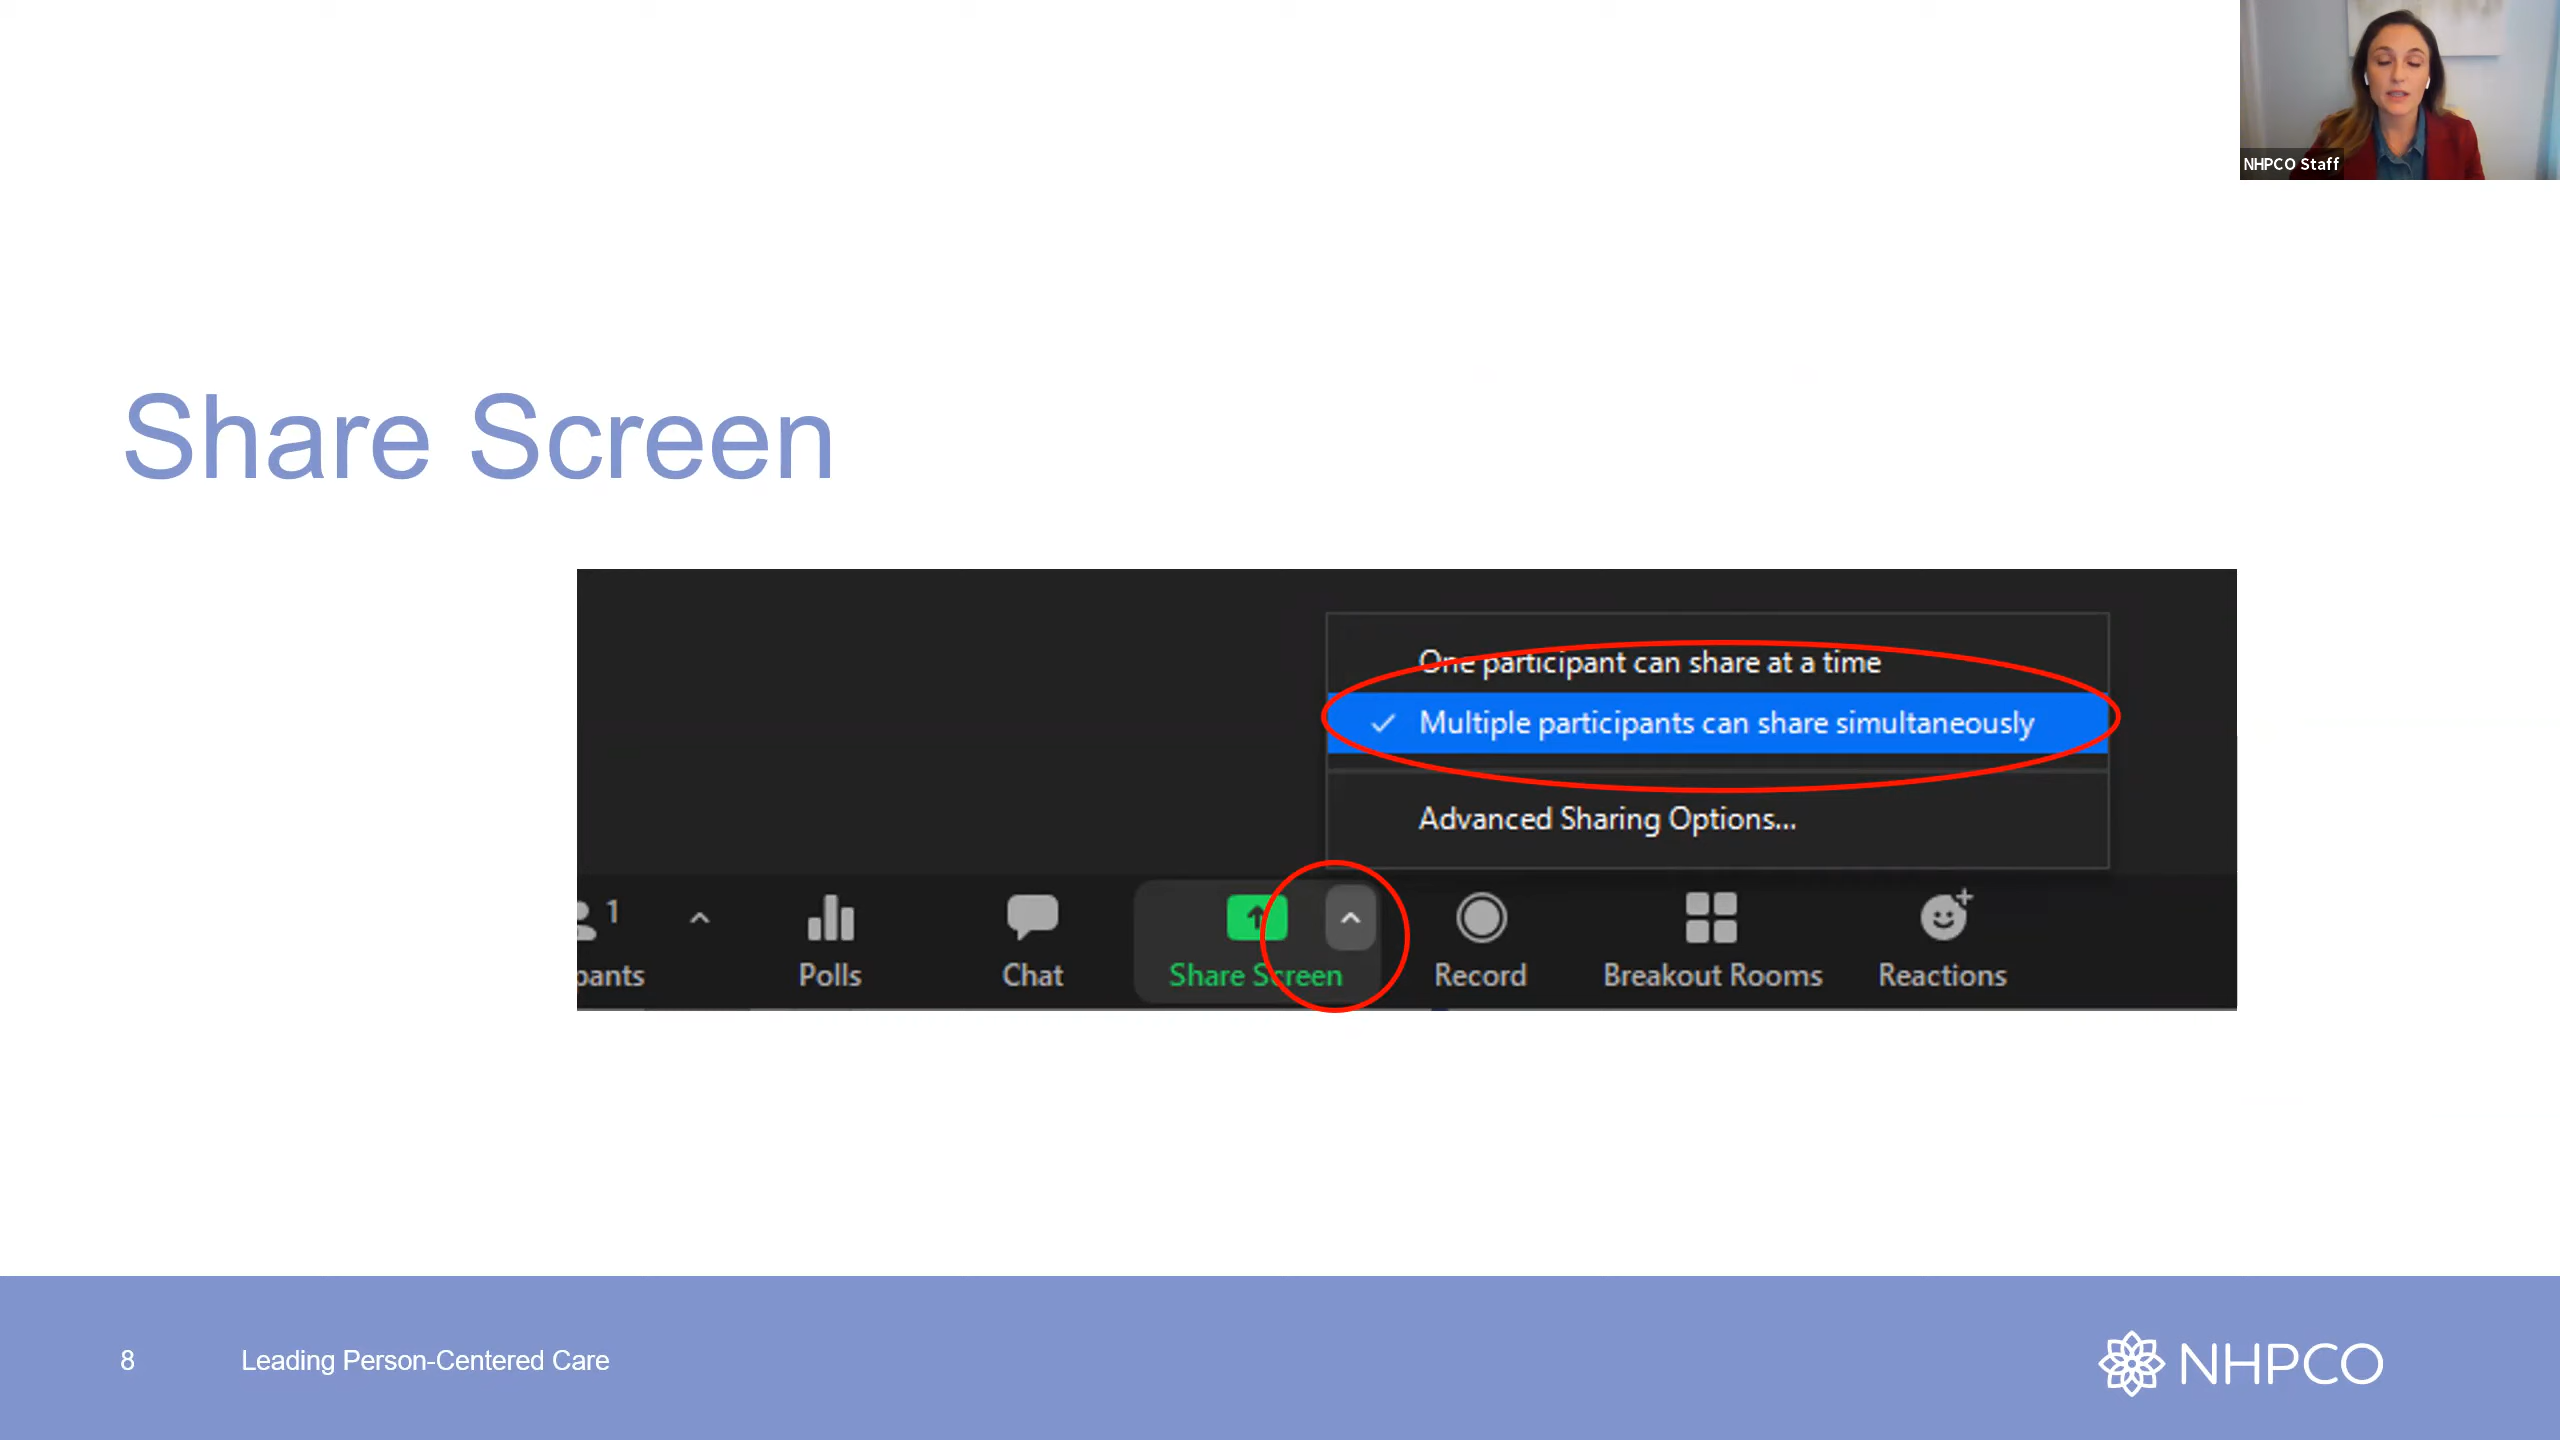 NHPCO Staff
Share Screen
One participant can share at a time
Multiple participants can share simultaneously
Advanced Sharing Options...
1
pants
Polls
Chat
Share Screen
Record
Breakout Rooms
Reactions
8
Leading Person-Centered Care
NHPCO